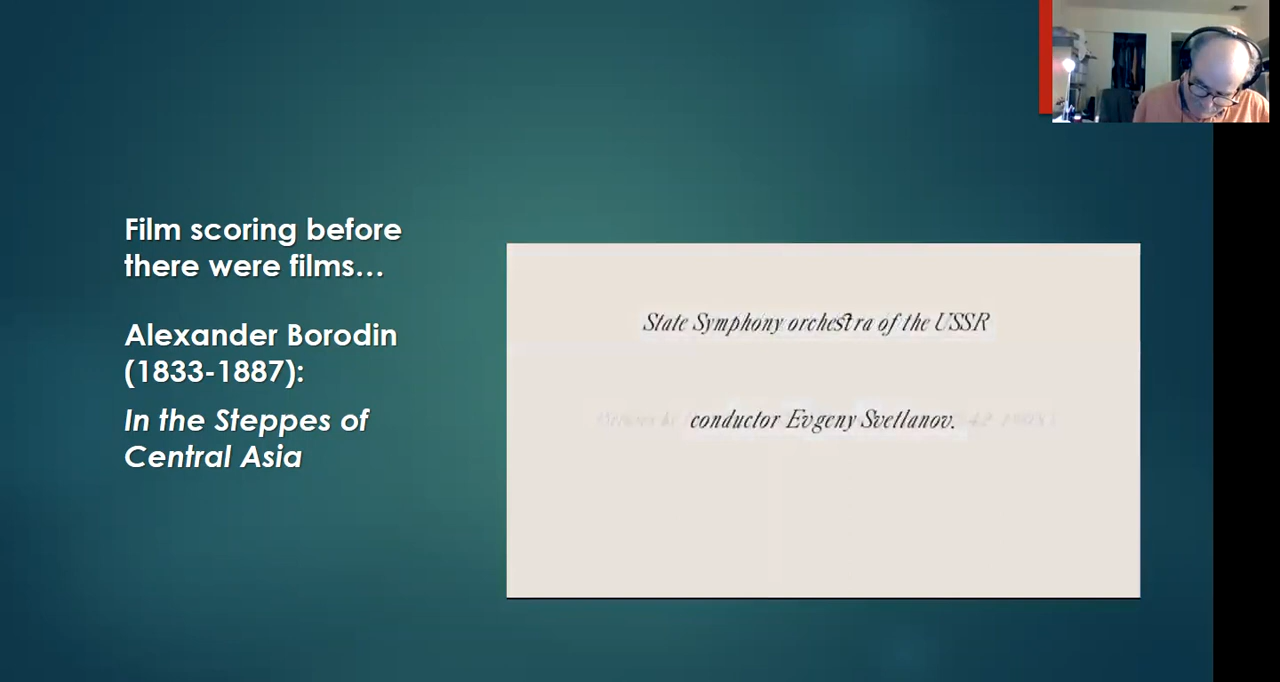 Film scoring before
there were films…
Alexander Borodin
(1833-1887):
In the Steppes of
Central Asia
State Symphony orchestra of the USSR
conductor Evgeny Svetlanov.